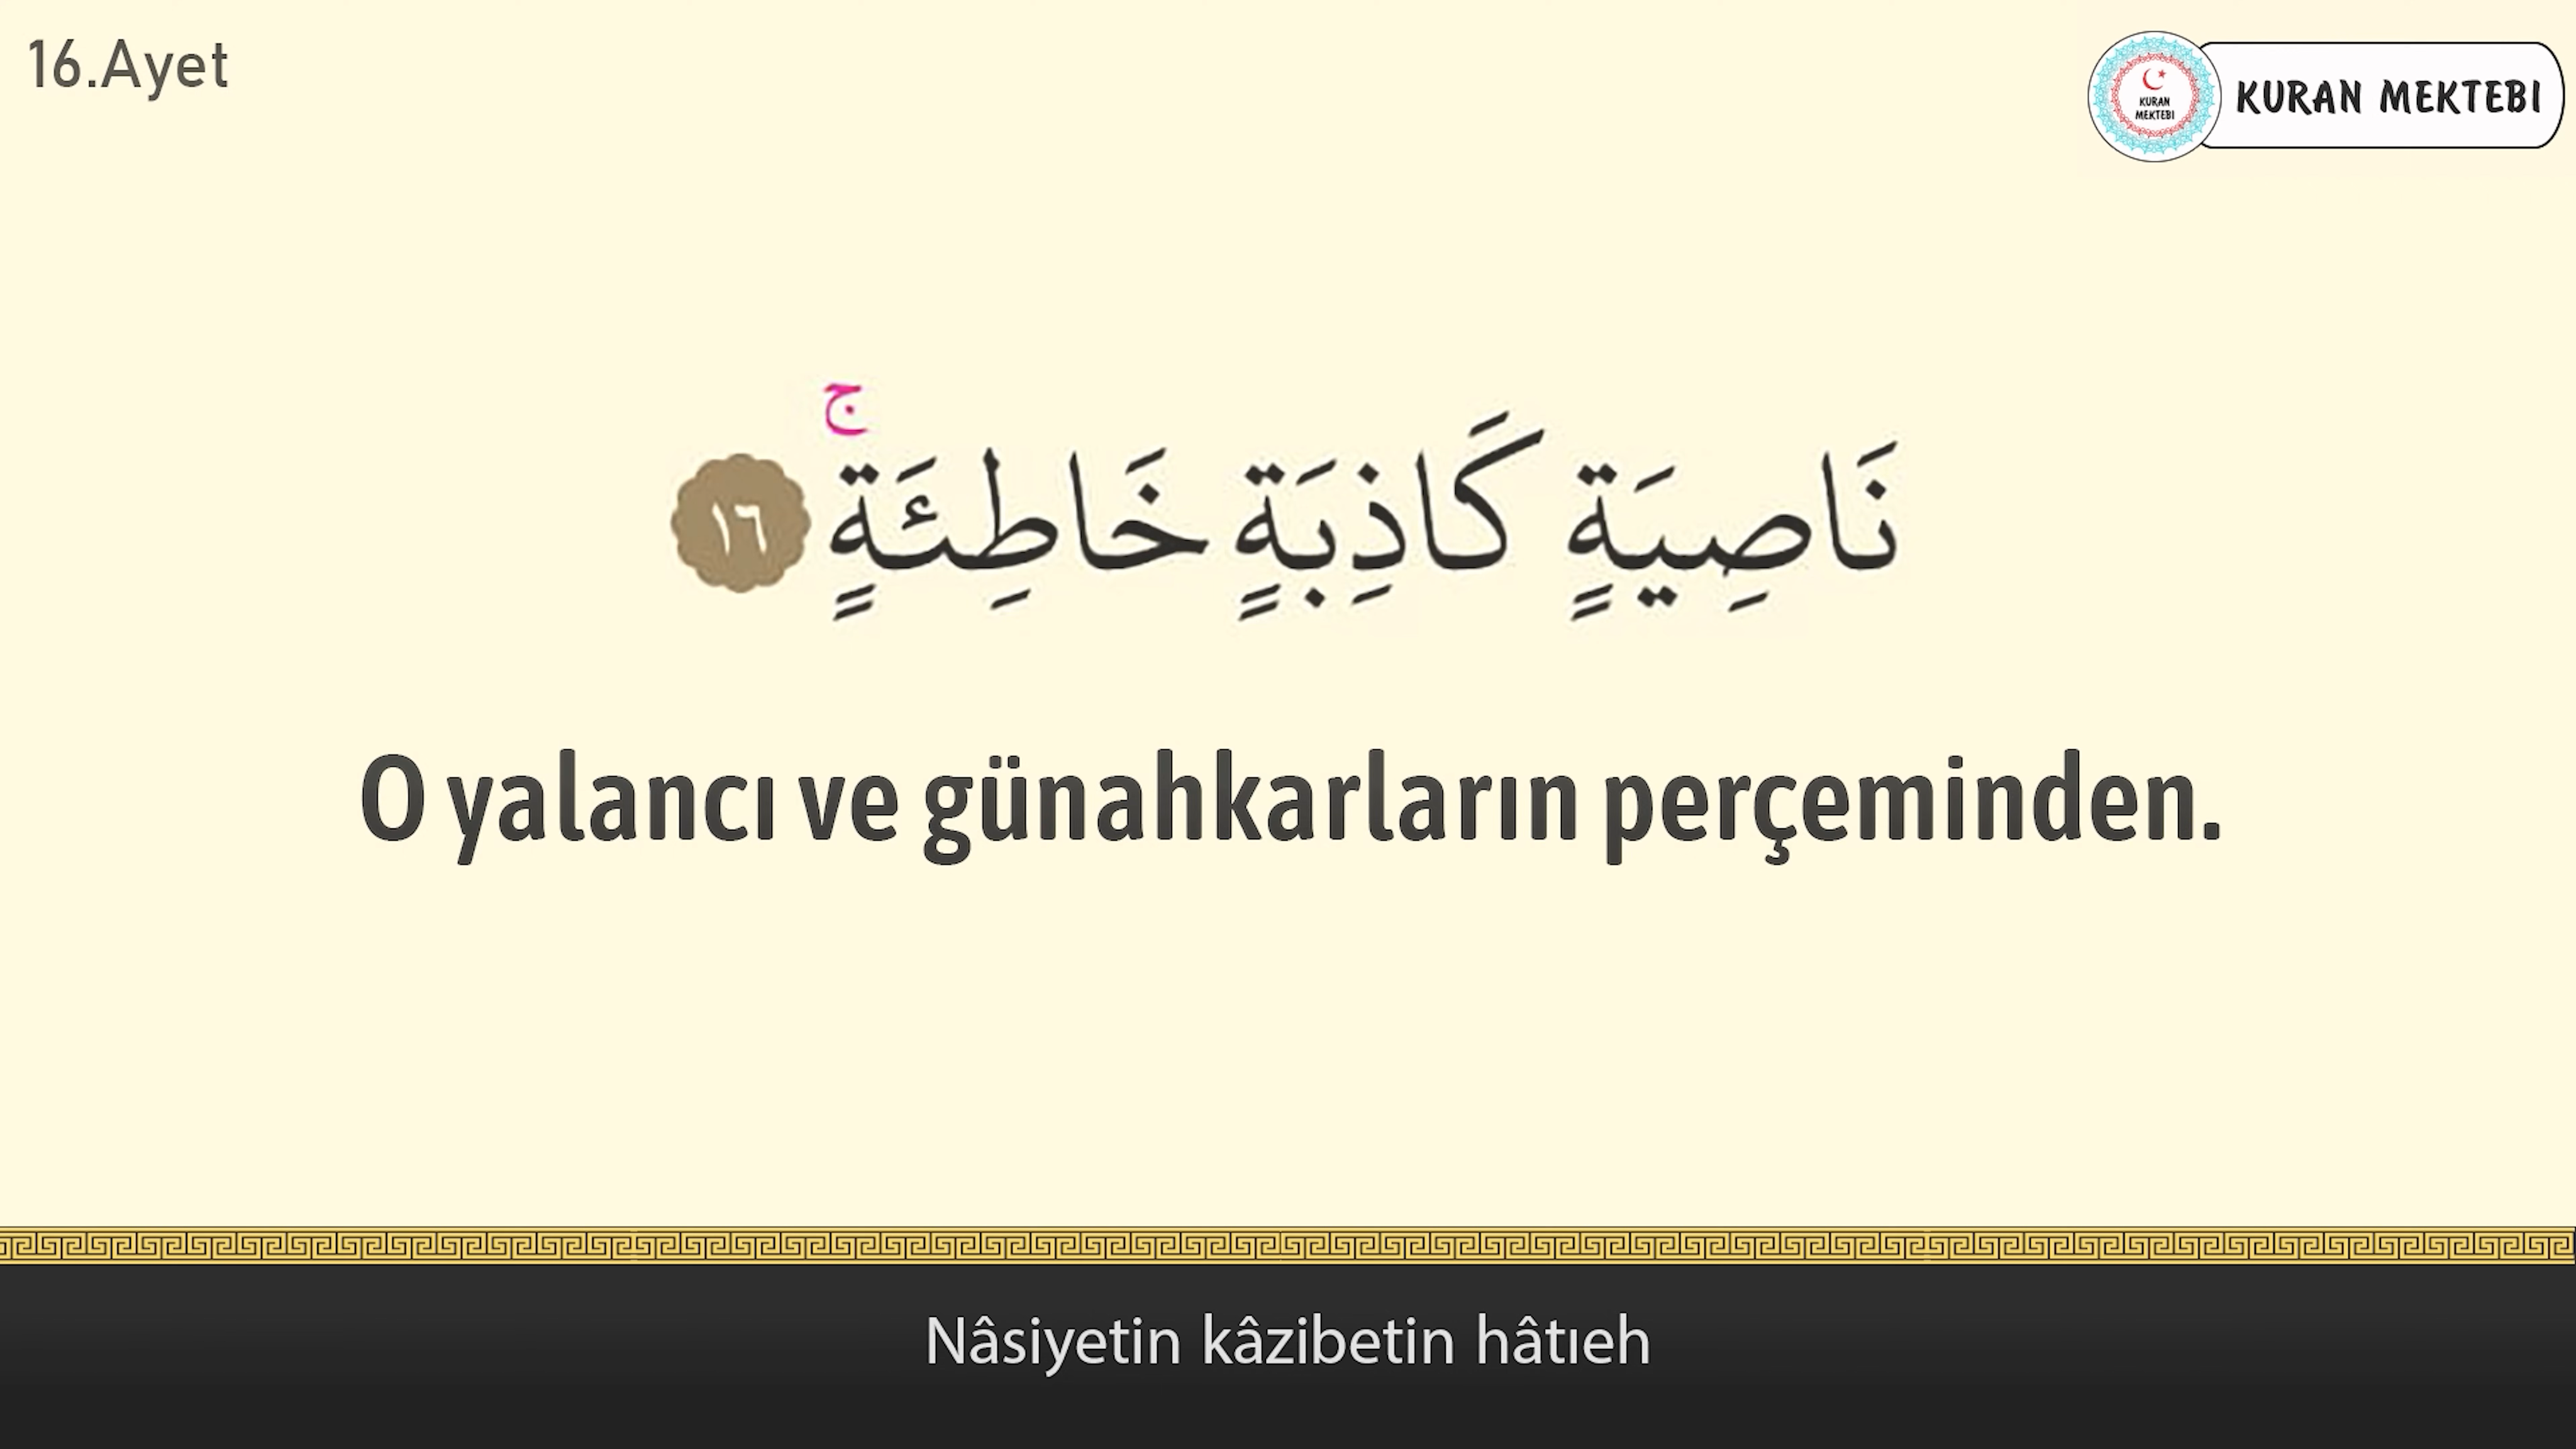 16.Ayet
KURAN
MEKTEBI
KURAN MEKTEBI
ج
نَاصِيَةٍ كَاذِبَةٍ خَاطِئَةٍ ١٦
O yalancı ve günahkarların perçeminden.
Nâsiyetin kâzibetin hâtıeh